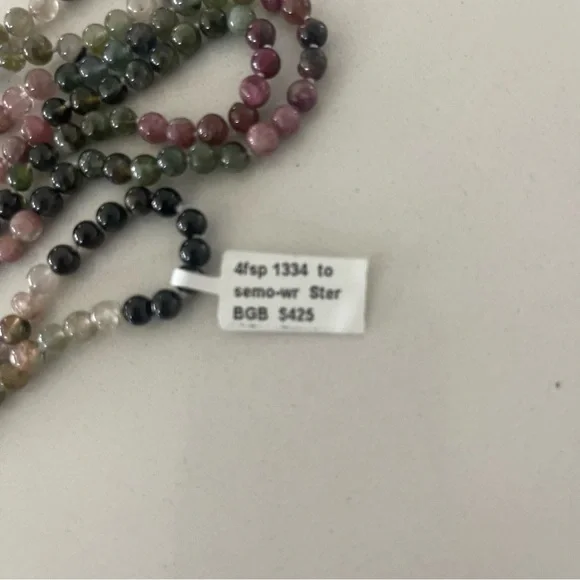 4fsp 1334 to
semo-wr Ster
BGB $425